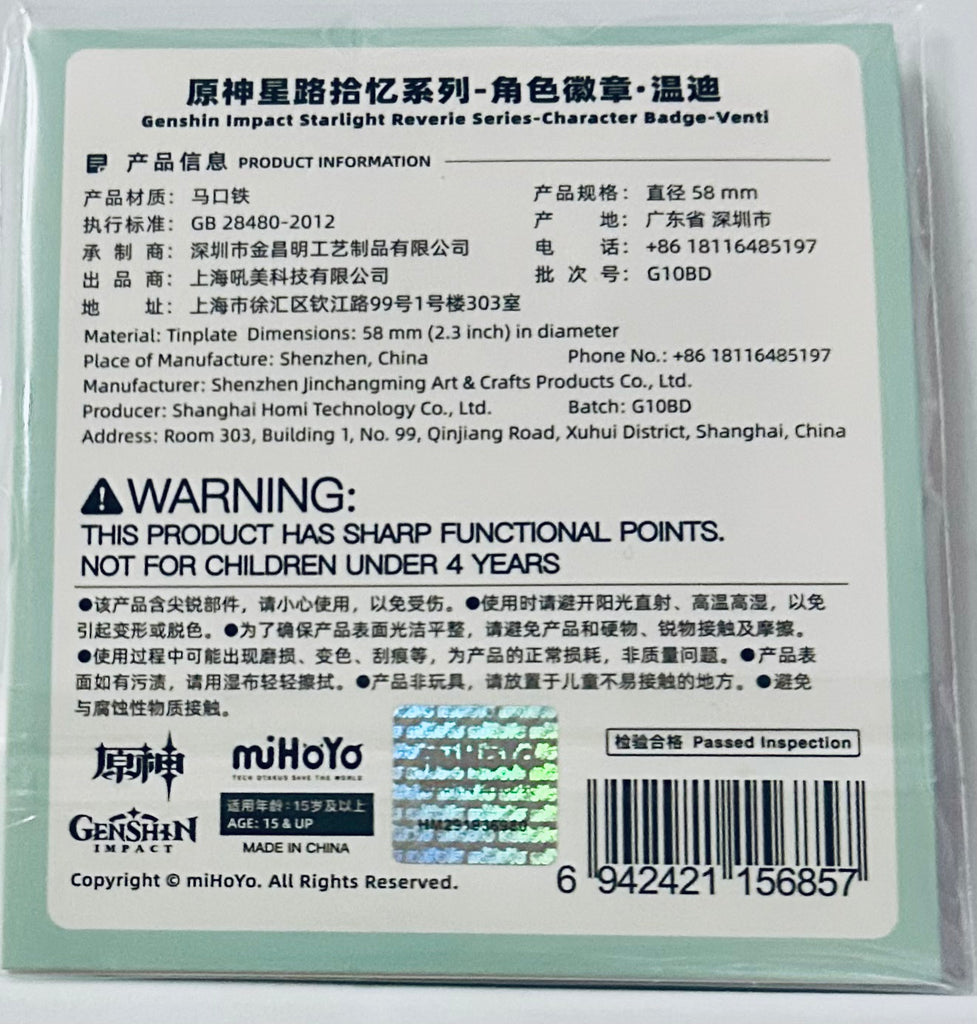 原神星路拾忆系列-角色徽章·温迪
Genshin Impact Starlight Reverie Series-Character Badge-Venti
产品信息 PRODUCT INFORMATION
产品材质： 马口铁 产品规格： 直径 58 mm
执行标准： GB 28480-2012 产 地： 广东省 深圳市
承 制 商： 深圳市金昌明工艺制品有限公司 电 话： +86 18116485197
出 品 商： 上海吼美科技有限公司 批 次 号： G10BD
地 址： 上海市徐汇区钦江路99号1号楼303室
Material: Tinplate Dimensions: 58 mm (2.3 inch) in diameter
Place of Manufacture: Shenzhen, China Phone No.: +86 18116485197
Manufacturer: Shenzhen Jinchangming Art & Crafts Products Co., Ltd.
Producer: Shanghai Homi Technology Co., Ltd. Batch: G10BD
Address: Room 303, Building 1, No. 99, Qinjiang Road, Xuhui District, Shanghai, China
WARNING:
THIS PRODUCT HAS SHARP FUNCTIONAL POINTS.
NOT FOR CHILDREN UNDER 4 YEARS
●该产品含尖锐部件，请小心使用，以免受伤。●使用时请避开阳光直射、高温高湿，以免
引起变形或脱色。●为了确保产品表面光洁平整，请避免产品和硬物、锐物接触及摩擦。
●使用过程中可能出现磨损、变色、刮痕等，为产品的正常损耗，非质量问题。●产品表
面如有污渍，请用湿布轻轻擦拭。●产品非玩具，请放置于儿童不易接触的地方。●避免
与腐蚀性物质接触。
原神
GENSHIN
IMPACT
miHoYo
TECH OTAKUS SAVE THE WORLD
适用年龄：15岁及以上
AGE: 15 & UP
MADE IN CHINA
miHoYo
检验合格 Passed Inspection
6 942421 156857
Copyright © miHoYo. All Rights Reserved.